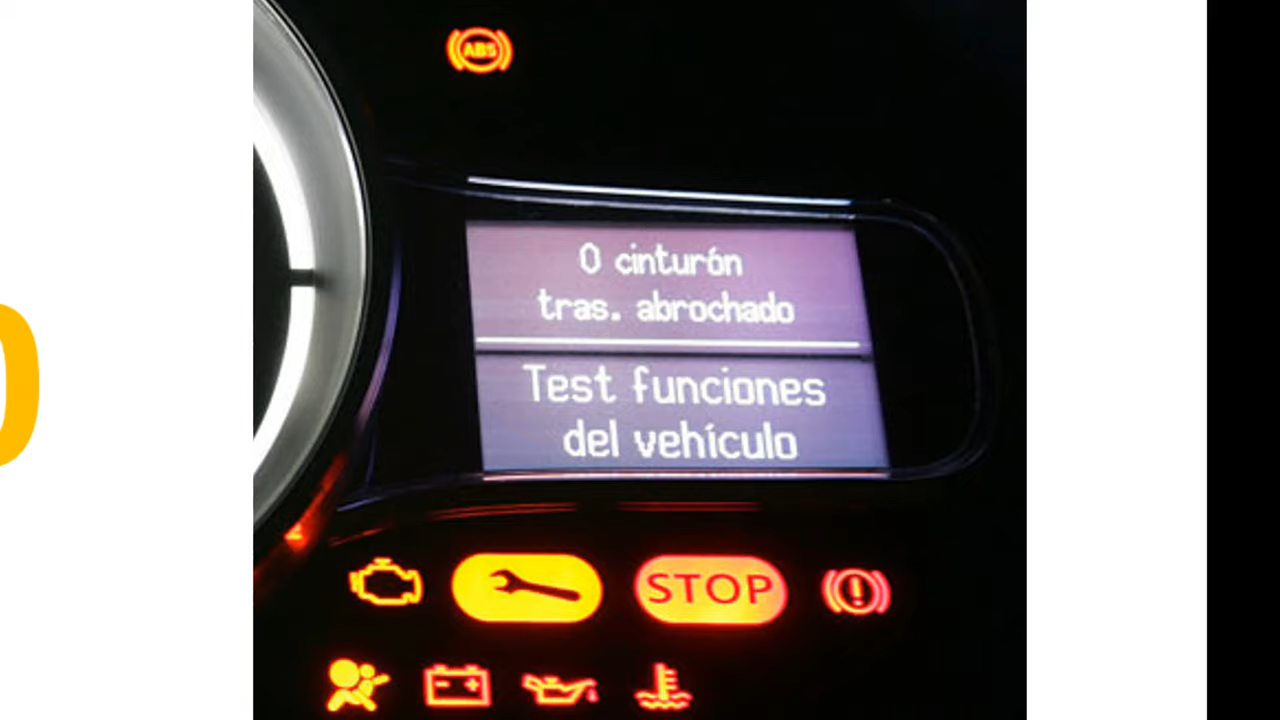 ABS
0 cinturón
tras. abrochado
Test funciones
del vehículo
STOP